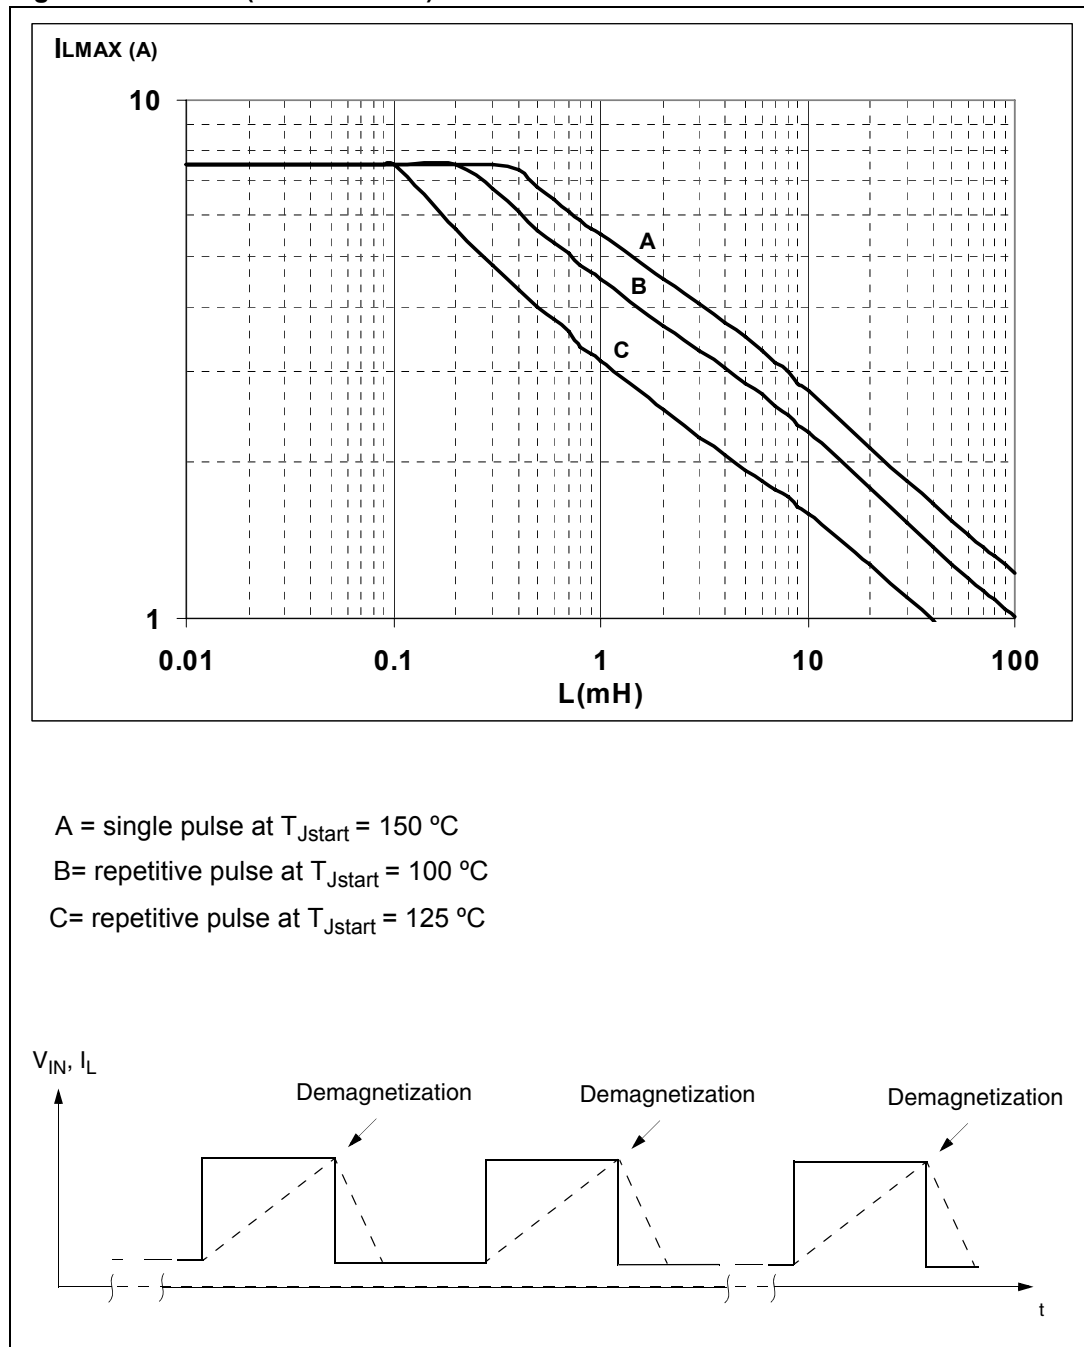 ILMAX (A)
10
1
A
B
C
0.01 0.1 1 10 100
L(mH)
A = single pulse at TJstart = 150 ºC
B= repetitive pulse at TJstart = 100 ºC
C= repetitive pulse at TJstart = 125 ºC
VIN, IL
Demagnetization Demagnetization Demagnetization
t